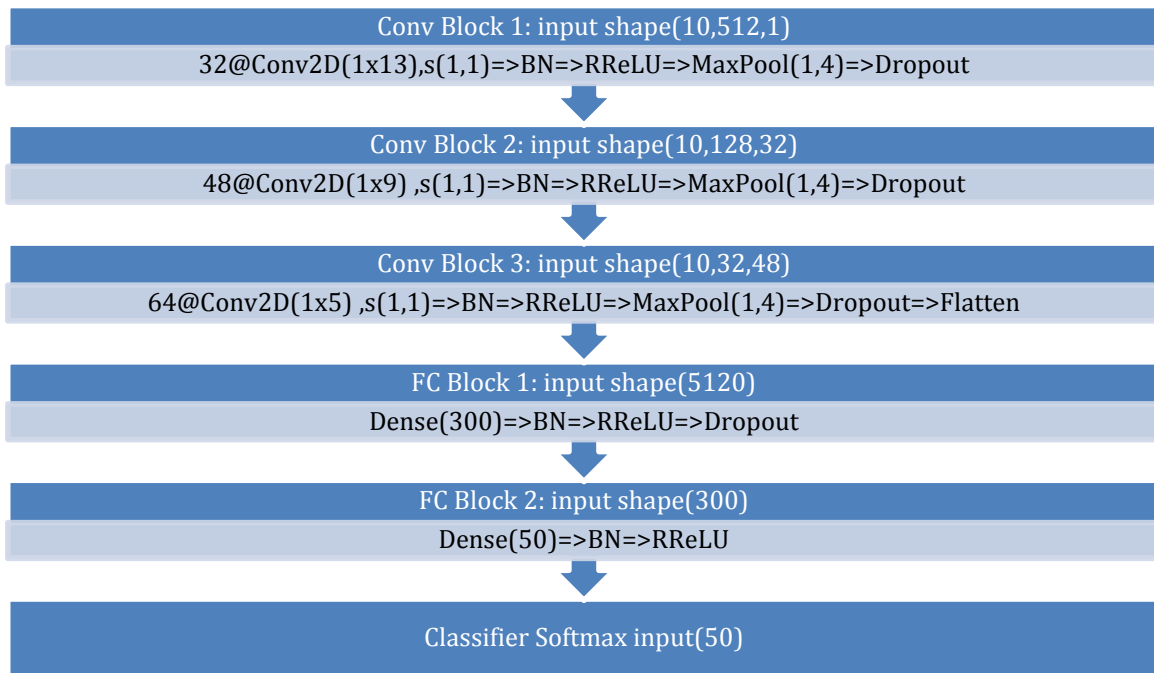 Conv Block 1: input shape(10,512,1)
32@Conv2D(1x13),s(1,1)=>BN=>RReLU=>MaxPool(1,4)=>Dropout
Conv Block 2: input shape(10,128,32)
48@Conv2D(1x9) ,s(1,1)=>BN=>RReLU=>MaxPool(1,4)=>Dropout
Conv Block 3: input shape(10,32,48)
64@Conv2D(1x5) ,s(1,1)=>BN=>RReLU=>MaxPool(1,4)=>Dropout=>Flatten
FC Block 1: input shape(5120)
Dense(300)=>BN=>RReLU=>Dropout
FC Block 2: input shape(300)
Dense(50)=>BN=>RReLU
Classifier Softmax input(50)